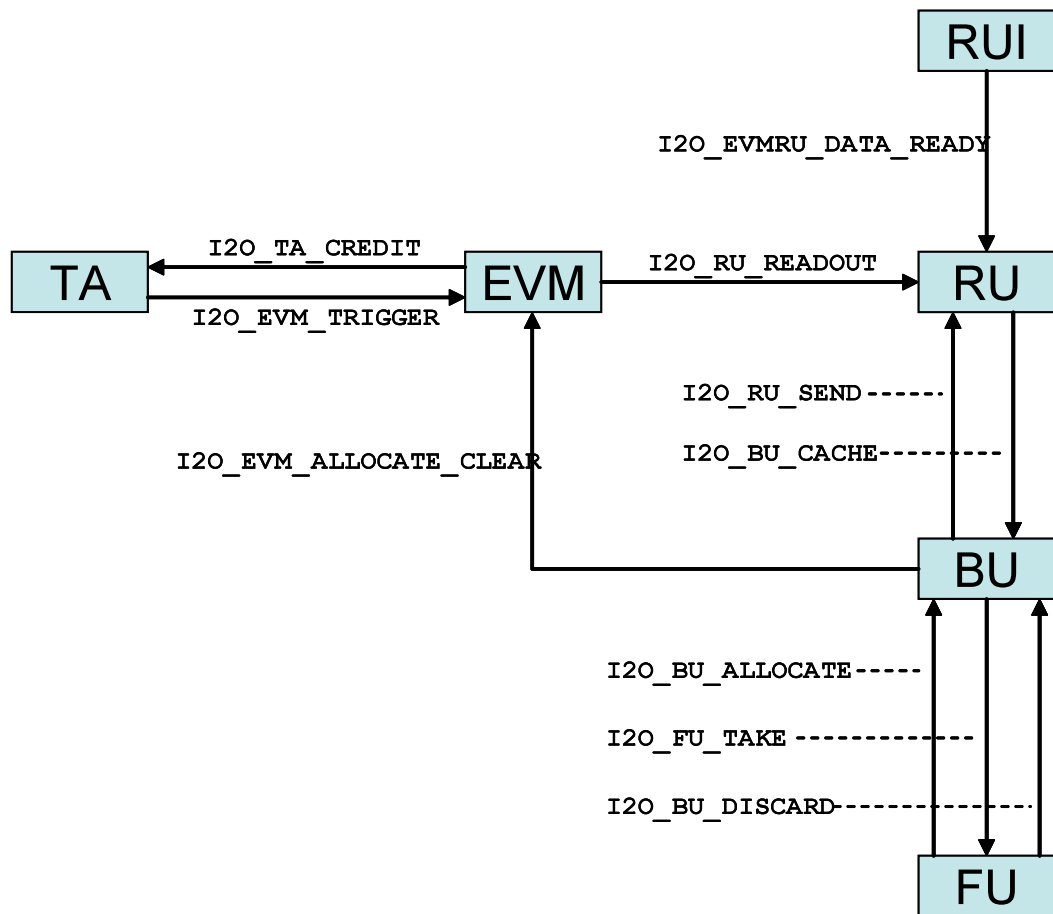 RUI
I2O_EVMRU_DATA_READY
I2O_TA_CREDIT
I2O_RU_READOUT
TA
EVM
RU
I2O_EVM_TRIGGER
I2O_RU_SEND
I2O_BU_CACHE
I2O_EVM_ALLOCATE_CLEAR
BU
I2O_BU_ALLOCATE
I2O_FU_TAKE
I2O_BU_DISCARD
FU